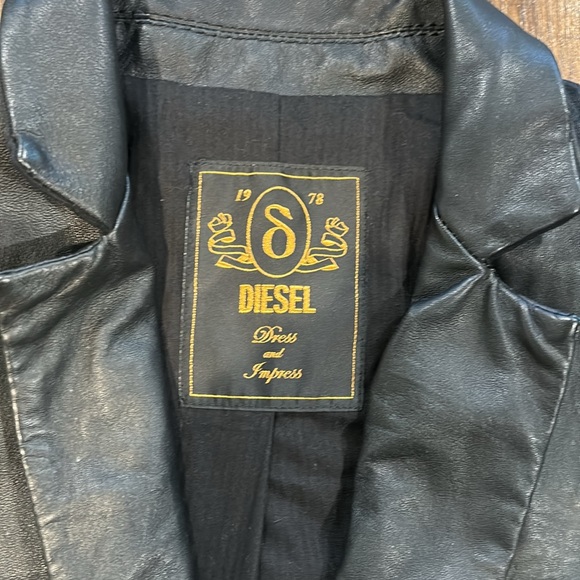 19 78
δ
DIESEL
Dress
and
Impress